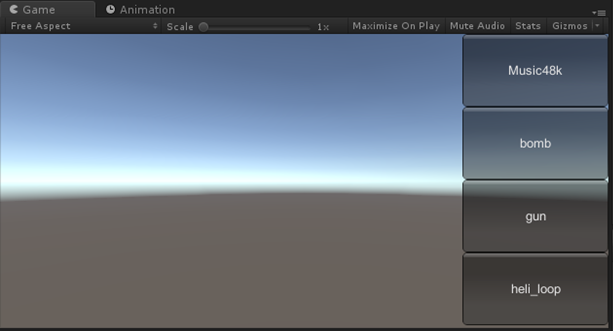 Game
Animation
Free Aspect
Scale
1x
Maximize On Play
Mute Audio
Stats
Gizmos
Music48k
bomb
gun
heli_loop